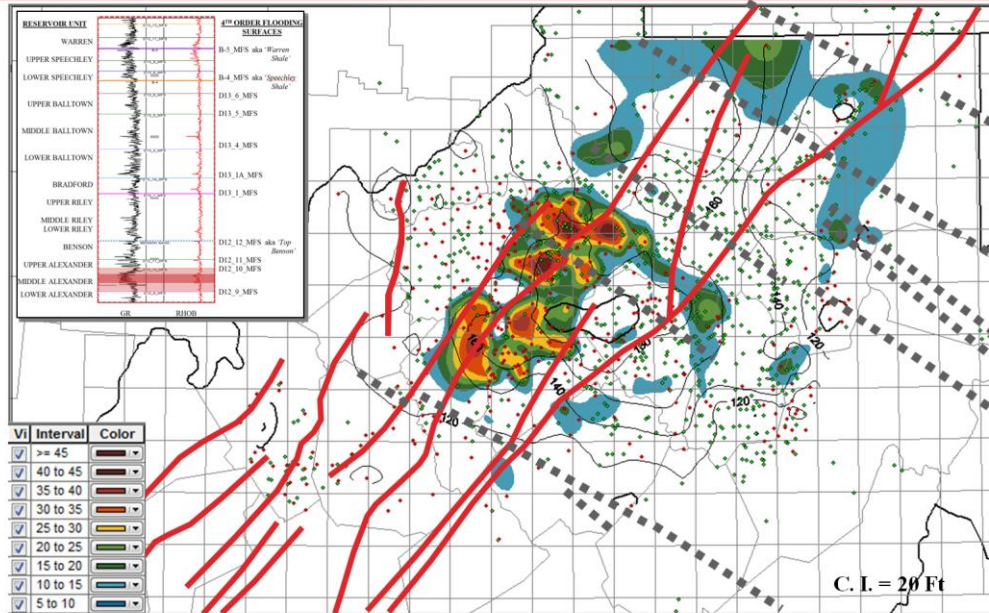 RESERVOIR UNIT
4TH ORDER FLOODING
SURFACES
WARREN
B-5_MFS aka 'Warren
Shale'
UPPER SPEECHLEY
LOWER SPEECHLEY
B-4_MFS aka 'Speechley
Shale'
D13_6_MFS
UPPER BALLTOWN
D13_5_MFS
MIDDLE BALLTOWN
D13_4_MFS
LOWER BALLTOWN
D13_1A_MFS
BRADFORD
D13_1_MFS
UPPER RILEY
MIDDLE RILEY
LOWER RILEY
D12_12_MFS aka 'Top
Benson'
BENSON
D12_11_MFS
UPPER ALEXANDER
D12_10_MFS
MIDDLE ALEXANDER
D12_9_MFS
LOWER ALEXANDER
GR RHOB
160
140
120
160
140
120
120
Vi Interval Color
>= 45
40 to 45
35 to 40
30 to 35
25 to 30
20 to 25
15 to 20
10 to 15
5 to 10
C. I. = 20 Ft